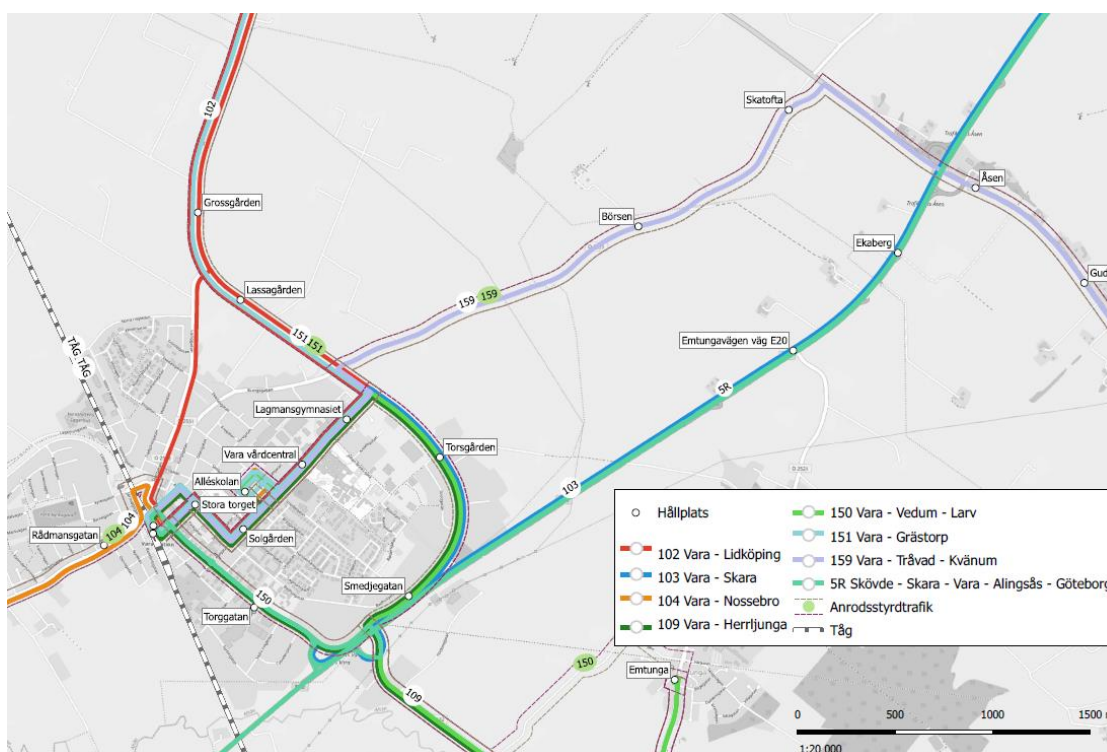 102
Skatofta
Åsen
Grossgården
Börsen
Ekaberg
Gud
Lassagården
159 159
TÅG TÅG
151 151
Emtungavägen väg E20
5R
Lagmansgymnasiet
Vara vårdcentral
Torsgården
Alléskolan
103
Stora torget
104 104
Rådmansgatan
Solgården
Smedjegatan
150
Torggatan
Emtunga
150
109
Hållplats
102 Vara - Lidköping
103 Vara - Skara
104 Vara - Nossebro
109 Vara - Herrljunga
150 Vara - Vedum - Larv
151 Vara - Grästorp
159 Vara - Tråvad - Kvänum
5R Skövde - Skara - Vara - Alingsås - Göteborg
Anrodsstyrdtrafik
Tåg
0 500 1000 1500 m
1:20 000